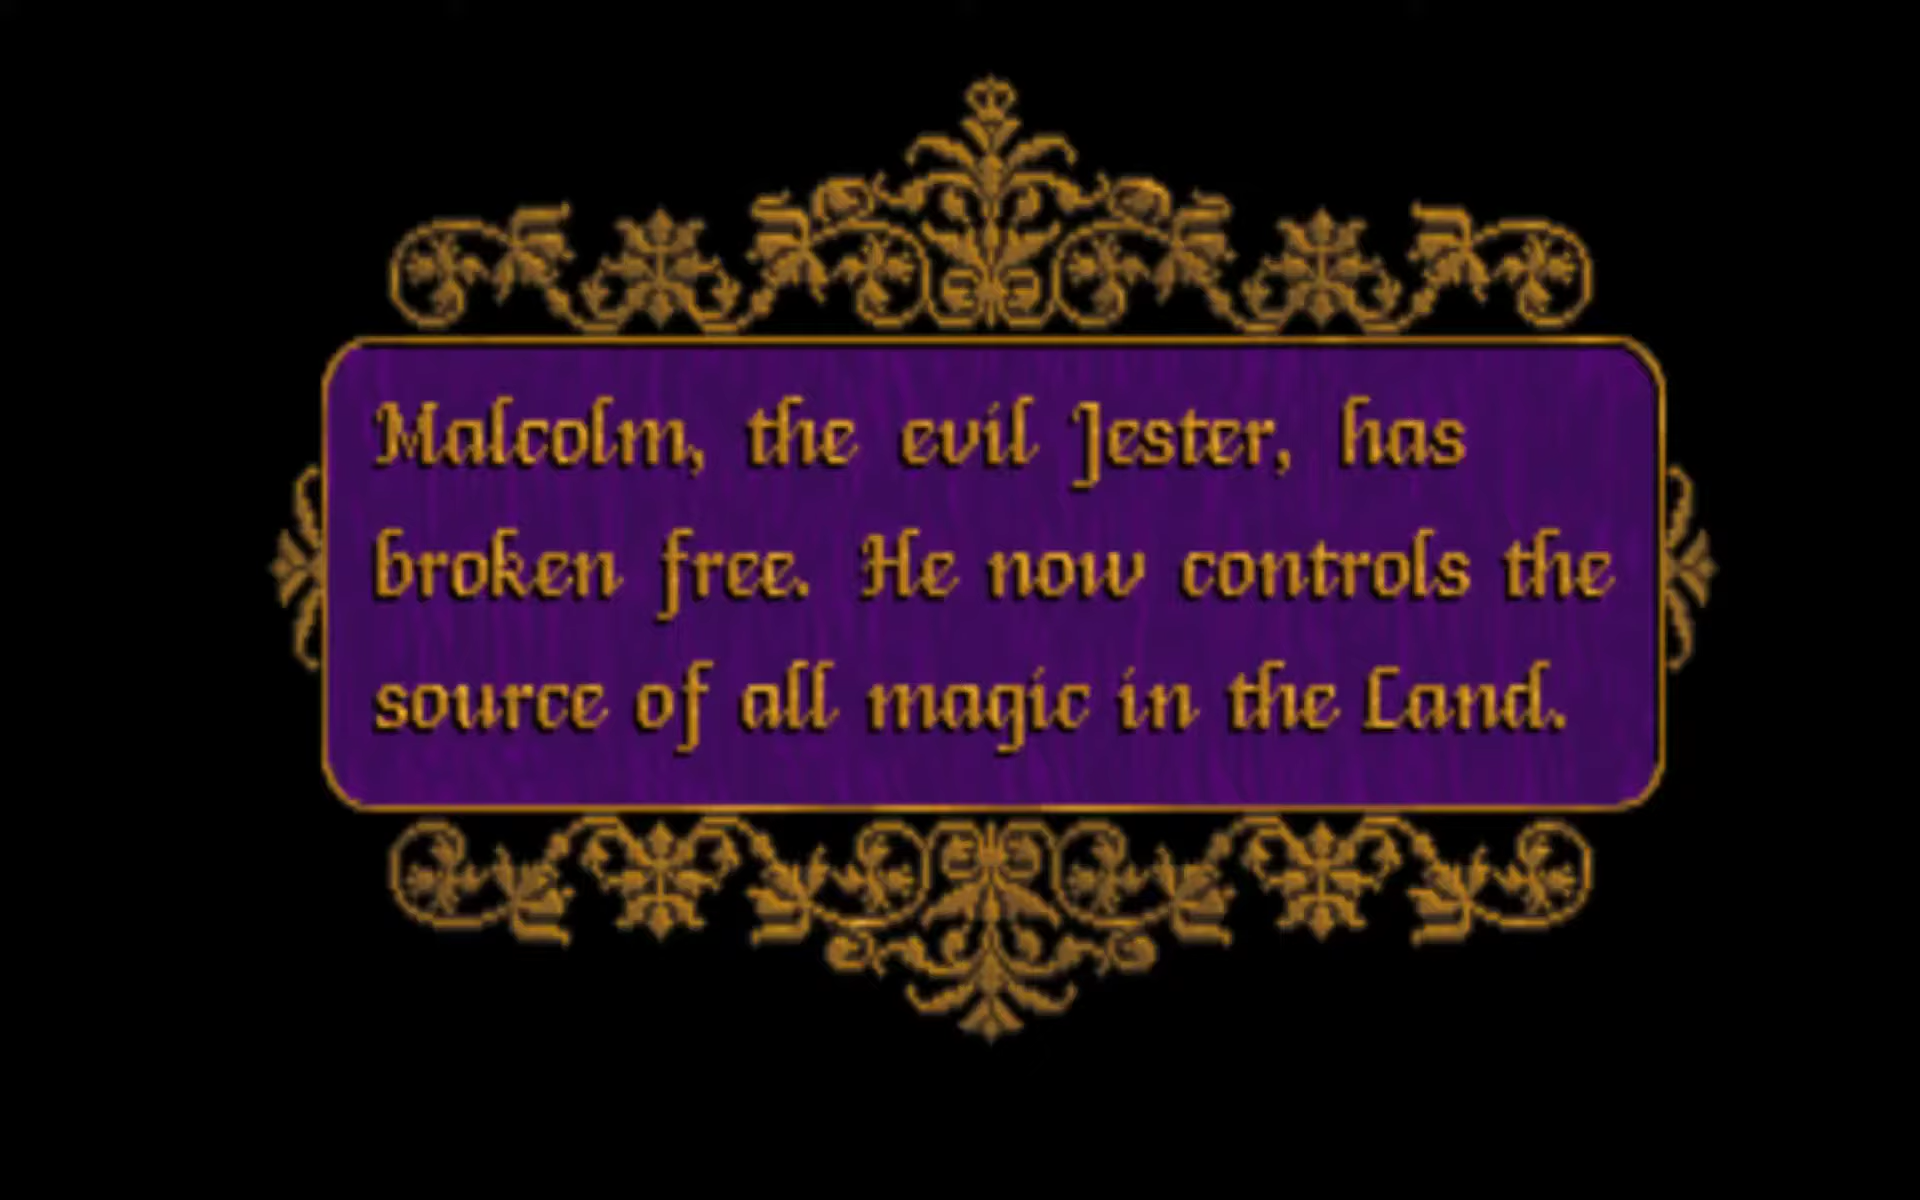 Malcolm, the evil Jester, has
broken free. He now controls the
source of all magic in the Land.